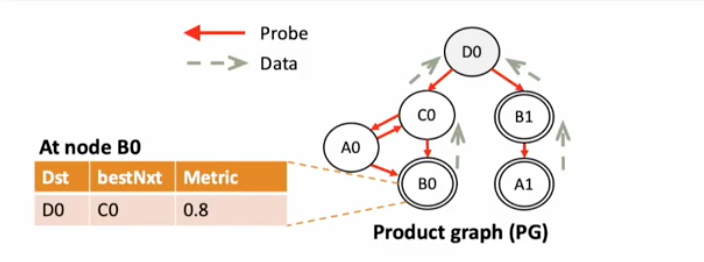 Probe
Data
D0
C0
B1
A0
B0
A1
At node B0
Dst bestNxt Metric
D0 C0 0.8
Product graph (PG)